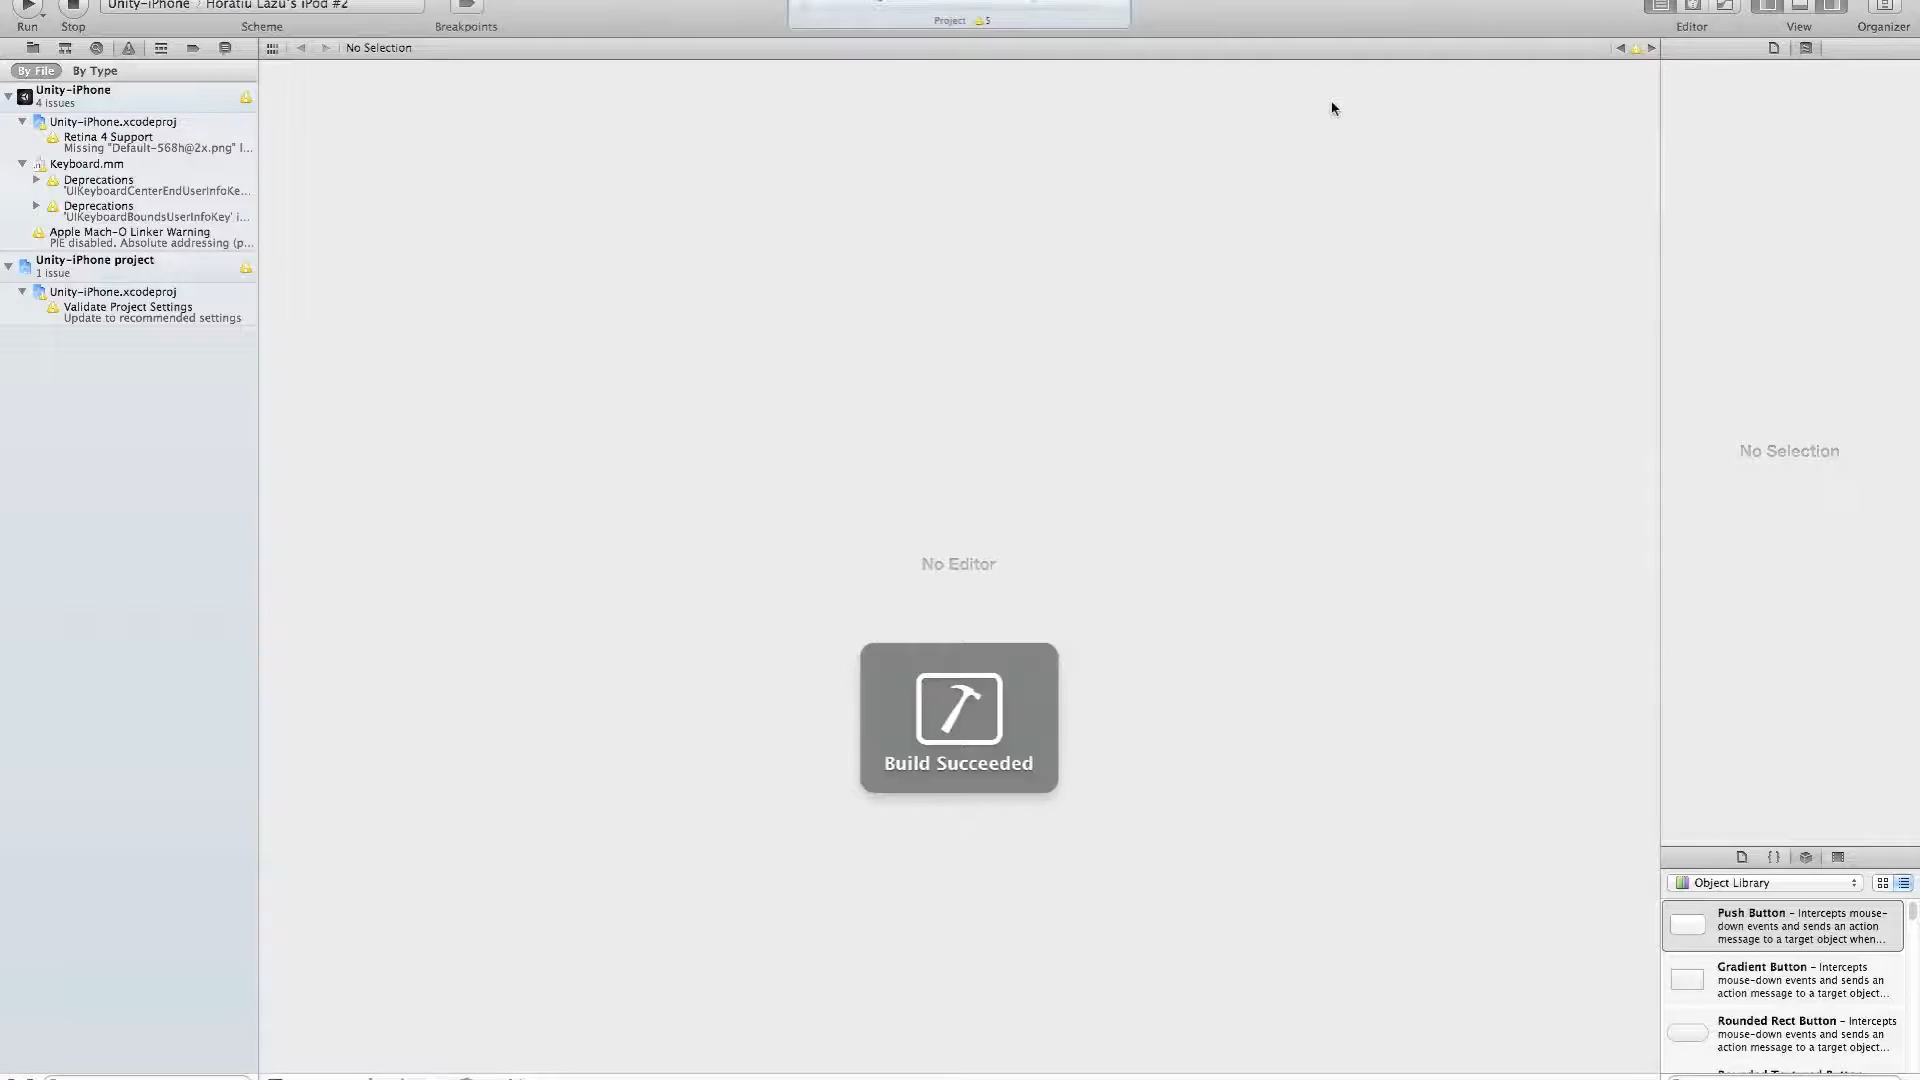 Unity-iPhone › Horatiu Lazu's iPod #2
Project 5
Run
Stop
Scheme
Breakpoints
Editor
View
Organizer
No Selection
By File
By Type
Unity-iPhone
4 issues
Unity-iPhone.xcodeproj
Retina 4 Support
Missing "Default-568h@2x.png" l...
Keyboard.mm
Deprecations
'UIKeyboardCenterEndUserInfoKe...
Deprecations
'UIKeyboardBoundsUserInfoKey' i...
Apple Mach-O Linker Warning
PIE disabled. Absolute addressing (p...
Unity-iPhone project
1 issue
Unity-iPhone.xcodeproj
Validate Project Settings
Update to recommended settings
No Editor
Build Succeeded
No Selection
Object Library
Push Button - Intercepts mouse-
down events and sends an action
message to a target object when...
Gradient Button - Intercepts
mouse-down events and sends an
action message to a target object...
Rounded Rect Button - Intercepts
mouse-down events and sends an
action message to a target object...